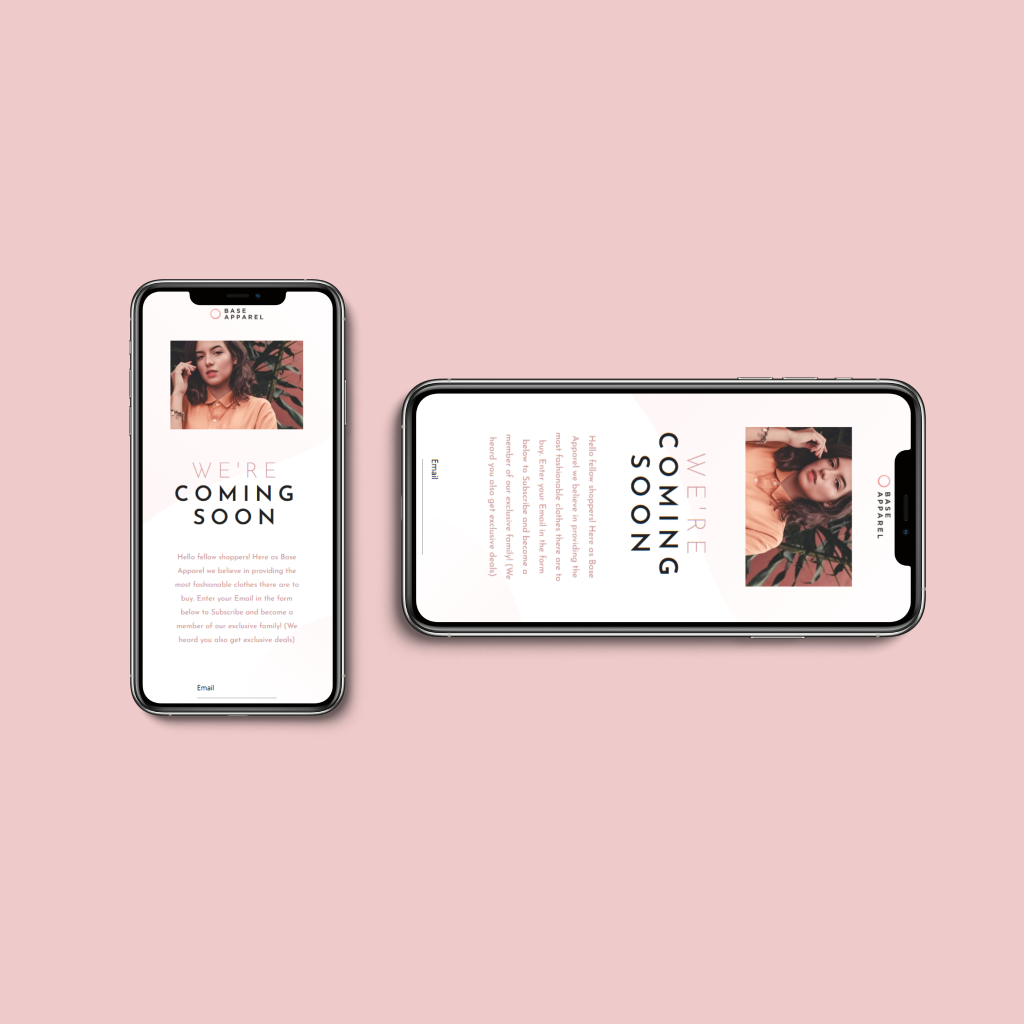 BASE
APPAREL
WE'RE
COMING
SOON
Hello fellow shoppers! Here as Base
Apparel we believe in providing the
most fashionable clothes there are to
buy. Enter your Email in the form
below to Subscribe and become a
member of our exclusive family! (We
heard you also get exclusive deals)
Email
BASE
APPAREL
WE'RE
COMING
SOON
Hello fellow shoppers! Here as Base
Apparel we believe in providing the
most fashionable clothes there are to
buy. Enter your Email in the form
below to Subscribe and become a
member of our exclusive family! (We
heard you also get exclusive deals)
Email